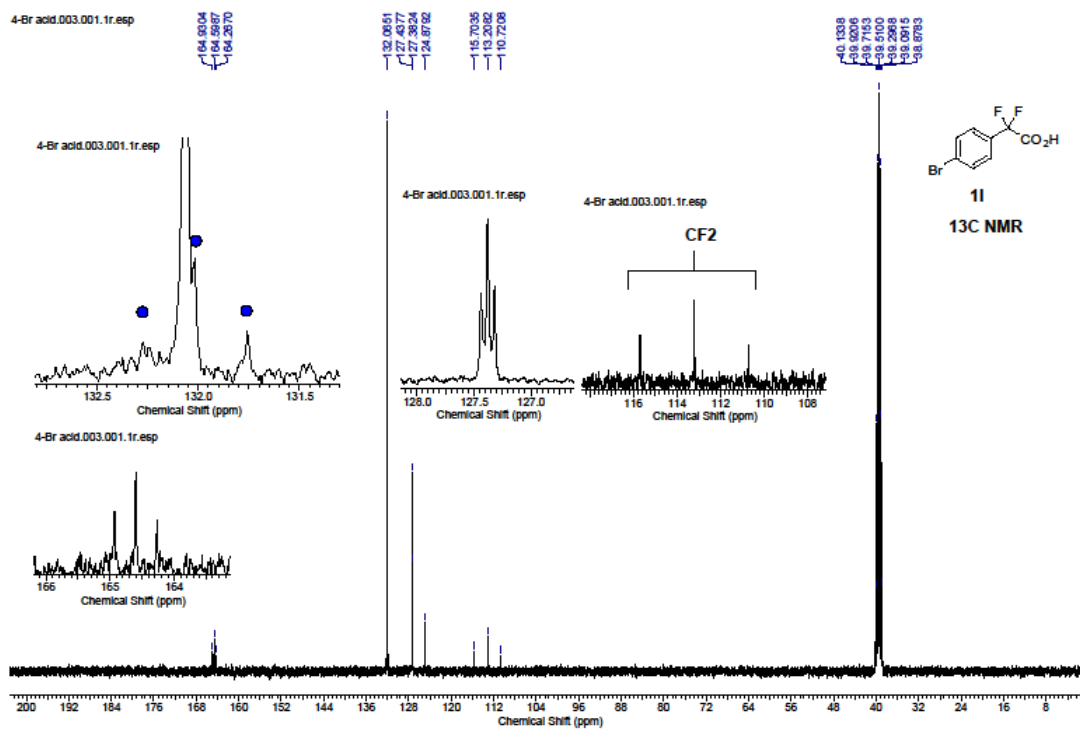 4-Br acid.003.001.1r.esp
164.9304
164.5987
164.2670
132.0651
127.4377
127.3824
124.8792
115.7035
113.2082
110.7208
40.1338
39.9206
39.7153
39.5100
39.2968
39.0915
38.8783
F F
CO2H
Br
1l
13C NMR
4-Br acid.003.001.1r.esp
132.5 132.0 131.5
Chemical Shift (ppm)
4-Br acid.003.001.1r.esp
128.0 127.5 127.0
Chemical Shift (ppm)
4-Br acid.003.001.1r.esp
CF2
116 114 112 110 108
Chemical Shift (ppm)
4-Br acid.003.001.1r.esp
166 165 164
Chemical Shift (ppm)
200 192 184 176 168 160 152 144 136 128 120 112 104 96 88 80 72 64 56 48 40 32 24 16 8
Chemical Shift (ppm)